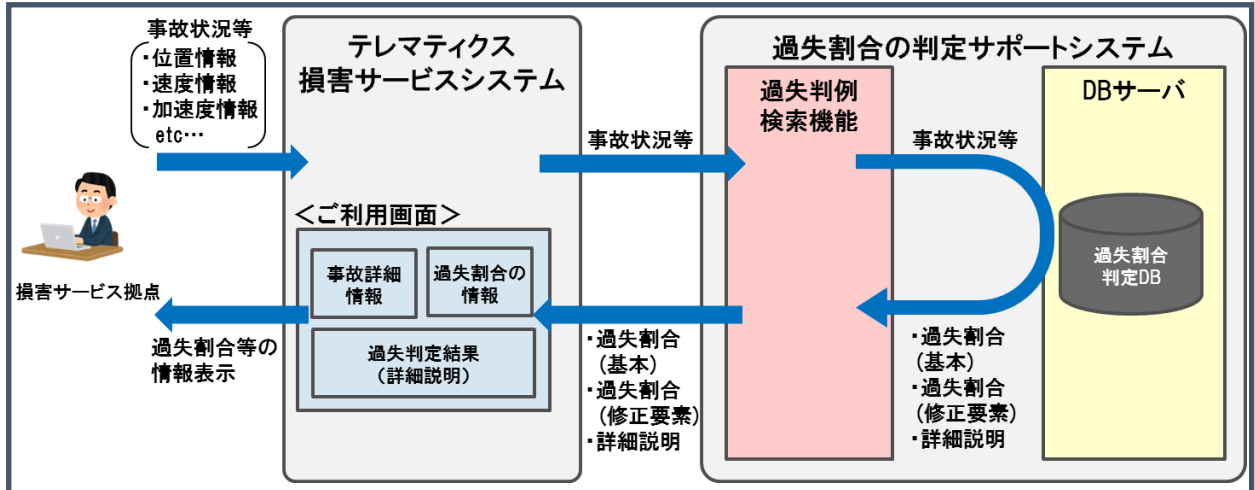 事故状況等
・位置情報
・速度情報
・加速度情報
etc…
損害サービス拠点
過失割合等の
情報表示
テレマティクス
損害サービスシステム
＜ご利用画面＞
事故詳細
情報
過失割合の
情報
過失判定結果
（詳細説明）
事故状況等
・過失割合
(基本)
・過失割合
(修正要素)
・詳細説明
過失割合の判定サポートシステム
過失判例
検索機能
事故状況等
・過失割合
(基本)
・過失割合
(修正要素)
・詳細説明
DBサーバ
過失割合
判定DB